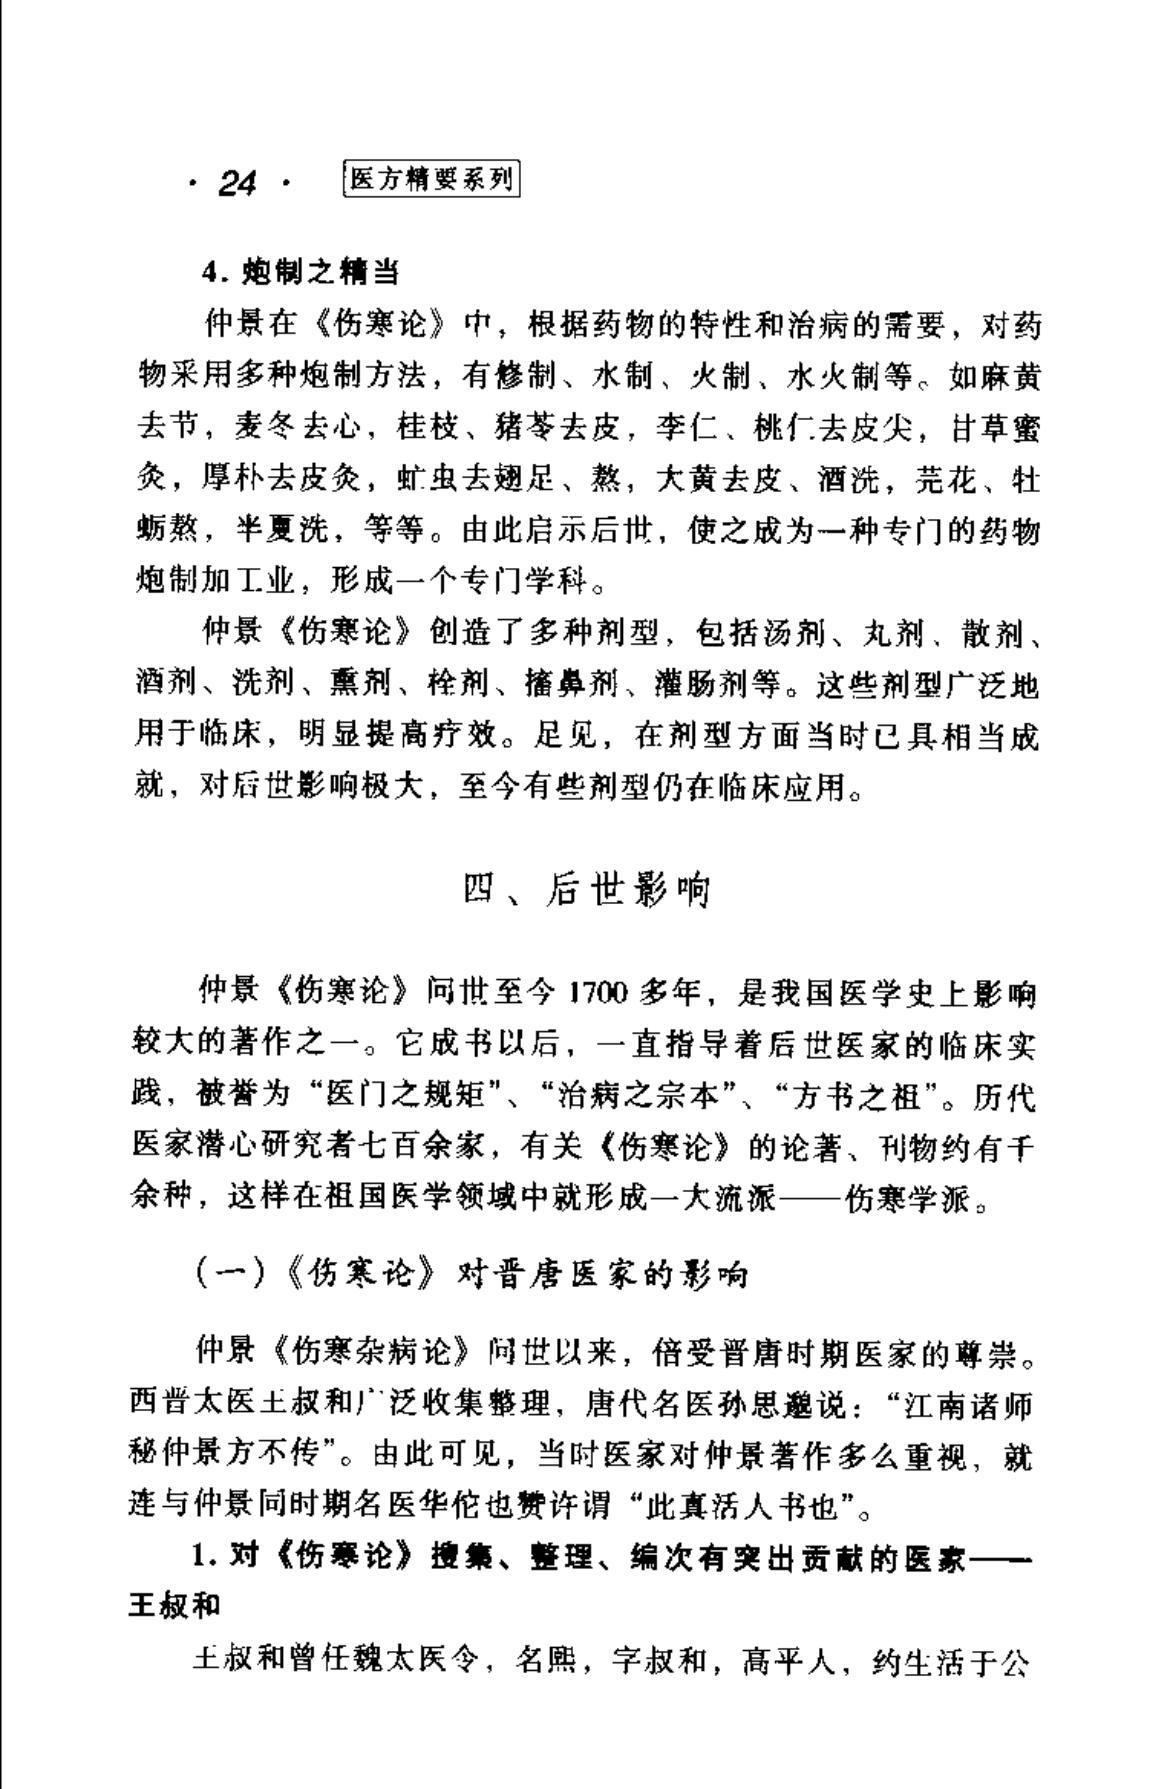 · 24 · 医方精要系列
4. 炮制之精当
仲景在《伤寒论》中，根据药物的特性和治病的需要，对药
物采用多种炮制方法，有修制、水制、火制、水火制等。如麻黄
去节，麦冬去心，桂枝、猪苓去皮，李仁、桃仁去皮尖，甘草蜜
灸，厚朴去皮灸，虻虫去翅足、熬，大黄去皮、酒洗，芫花、牡
蛎熬，半夏洗，等等。由此启示后世，使之成为一种专门的药物
炮制加工业，形成一个专门学科。
仲景《伤寒论》创造了多种剂型，包括汤剂、丸剂、散剂、
酒剂、洗剂、熏剂、栓剂、搐鼻剂、灌肠剂等。这些剂型广泛地
用于临床，明显提高疗效。足见，在剂型方面当时已具相当成
就，对后世影响极大，至今有些剂型仍在临床应用。
四、后世影响
仲景《伤寒论》问世至今 1700 多年，是我国医学史上影响
较大的著作之一。它成书以后，一直指导着后世医家的临床实
践，被誉为“医门之规矩”、“治病之宗本”、“方书之祖”。历代
医家潜心研究者七百余家，有关《伤寒论》的论著、刊物约有千
余种，这样在祖国医学领域中就形成一大流派——伤寒学派。
(一)《伤寒论》对晋唐医家的影响
仲景《伤寒杂病论》问世以来，倍受晋唐时期医家的尊崇。
西晋太医王叔和广泛收集整理，唐代名医孙思邈说：“江南诸师
秘仲景方不传”。由此可见，当时医家对仲景著作多么重视，就
连与仲景同时期名医华佗也赞许谓“此真活人书也”。
1. 对《伤寒论》搜集、整理、编次有突出贡献的医家——
王叔和
王叔和曾任魏太医令，名熙，字叔和，高平人，约生活于公